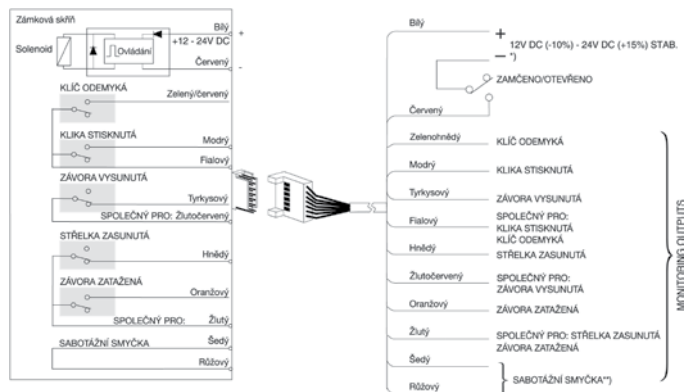 Zámková skříň
Bílý
+
+12 - 24V DC
Solenoid
Ovládání
Červený
-
KLÍČ ODEMYKÁ
Zelený/červený
KLIKA STISKNUTÁ
Modrý
Fialový
ZÁVORA VYSUNUTÁ
Tyrkysový
SPOLEČNÝ PRO: Žlutočervený
STŘELKA ZASUNUTÁ
Hnědý
ZÁVORA ZATAŽENÁ
Oranžový
SPOLEČNÝ PRO: Žlutý
SABOTÁŽNÍ SMYČKA
Šedý
Růžový
Bílý
+
12V DC (-10%) - 24V DC (+15%) STAB.
- *)
ZAMČENO/OTEVŘENO
Červený
Zelenohnědý KLÍČ ODEMYKÁ
Modrý KLIKA STISKNUTÁ
Tyrkysový ZÁVORA VYSUNUTÁ
Fialový SPOLEČNÝ PRO:
KLIKA STISKNUTÁ
KLÍČ ODEMYKÁ
Hnědý STŘELKA ZASUNUTÁ
Žlutočervený SPOLEČNÝ PRO:
ZÁVORA VYSUNUTÁ
Oranžový ZÁVORA ZATAŽENÁ
Žlutý SPOLEČNÝ PRO: STŘELKA ZASUNUTÁ
ZÁVORA ZATAŽENÁ
Šedý
Růžový
SABOTÁŽNÍ SMYČKA**)
MONITORING OUTPUTS